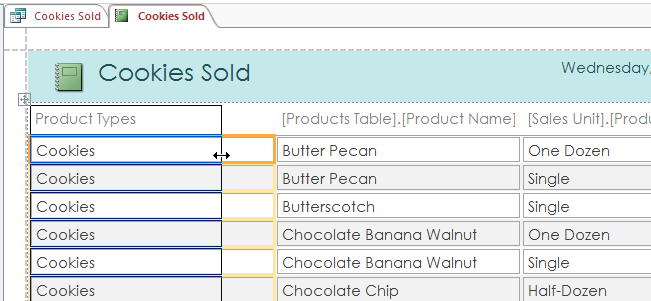 Cookies Sold Cookies Sold
Cookies Sold Wednesday,
Product Types [Products Table].[Product Name] [Sales Unit].[Produ
Cookies Butter Pecan One Dozen
Cookies Butter Pecan Single
Cookies Butterscotch Single
Cookies Chocolate Banana Walnut One Dozen
Cookies Chocolate Banana Walnut Single
Cookies Chocolate Chip Half-Dozen